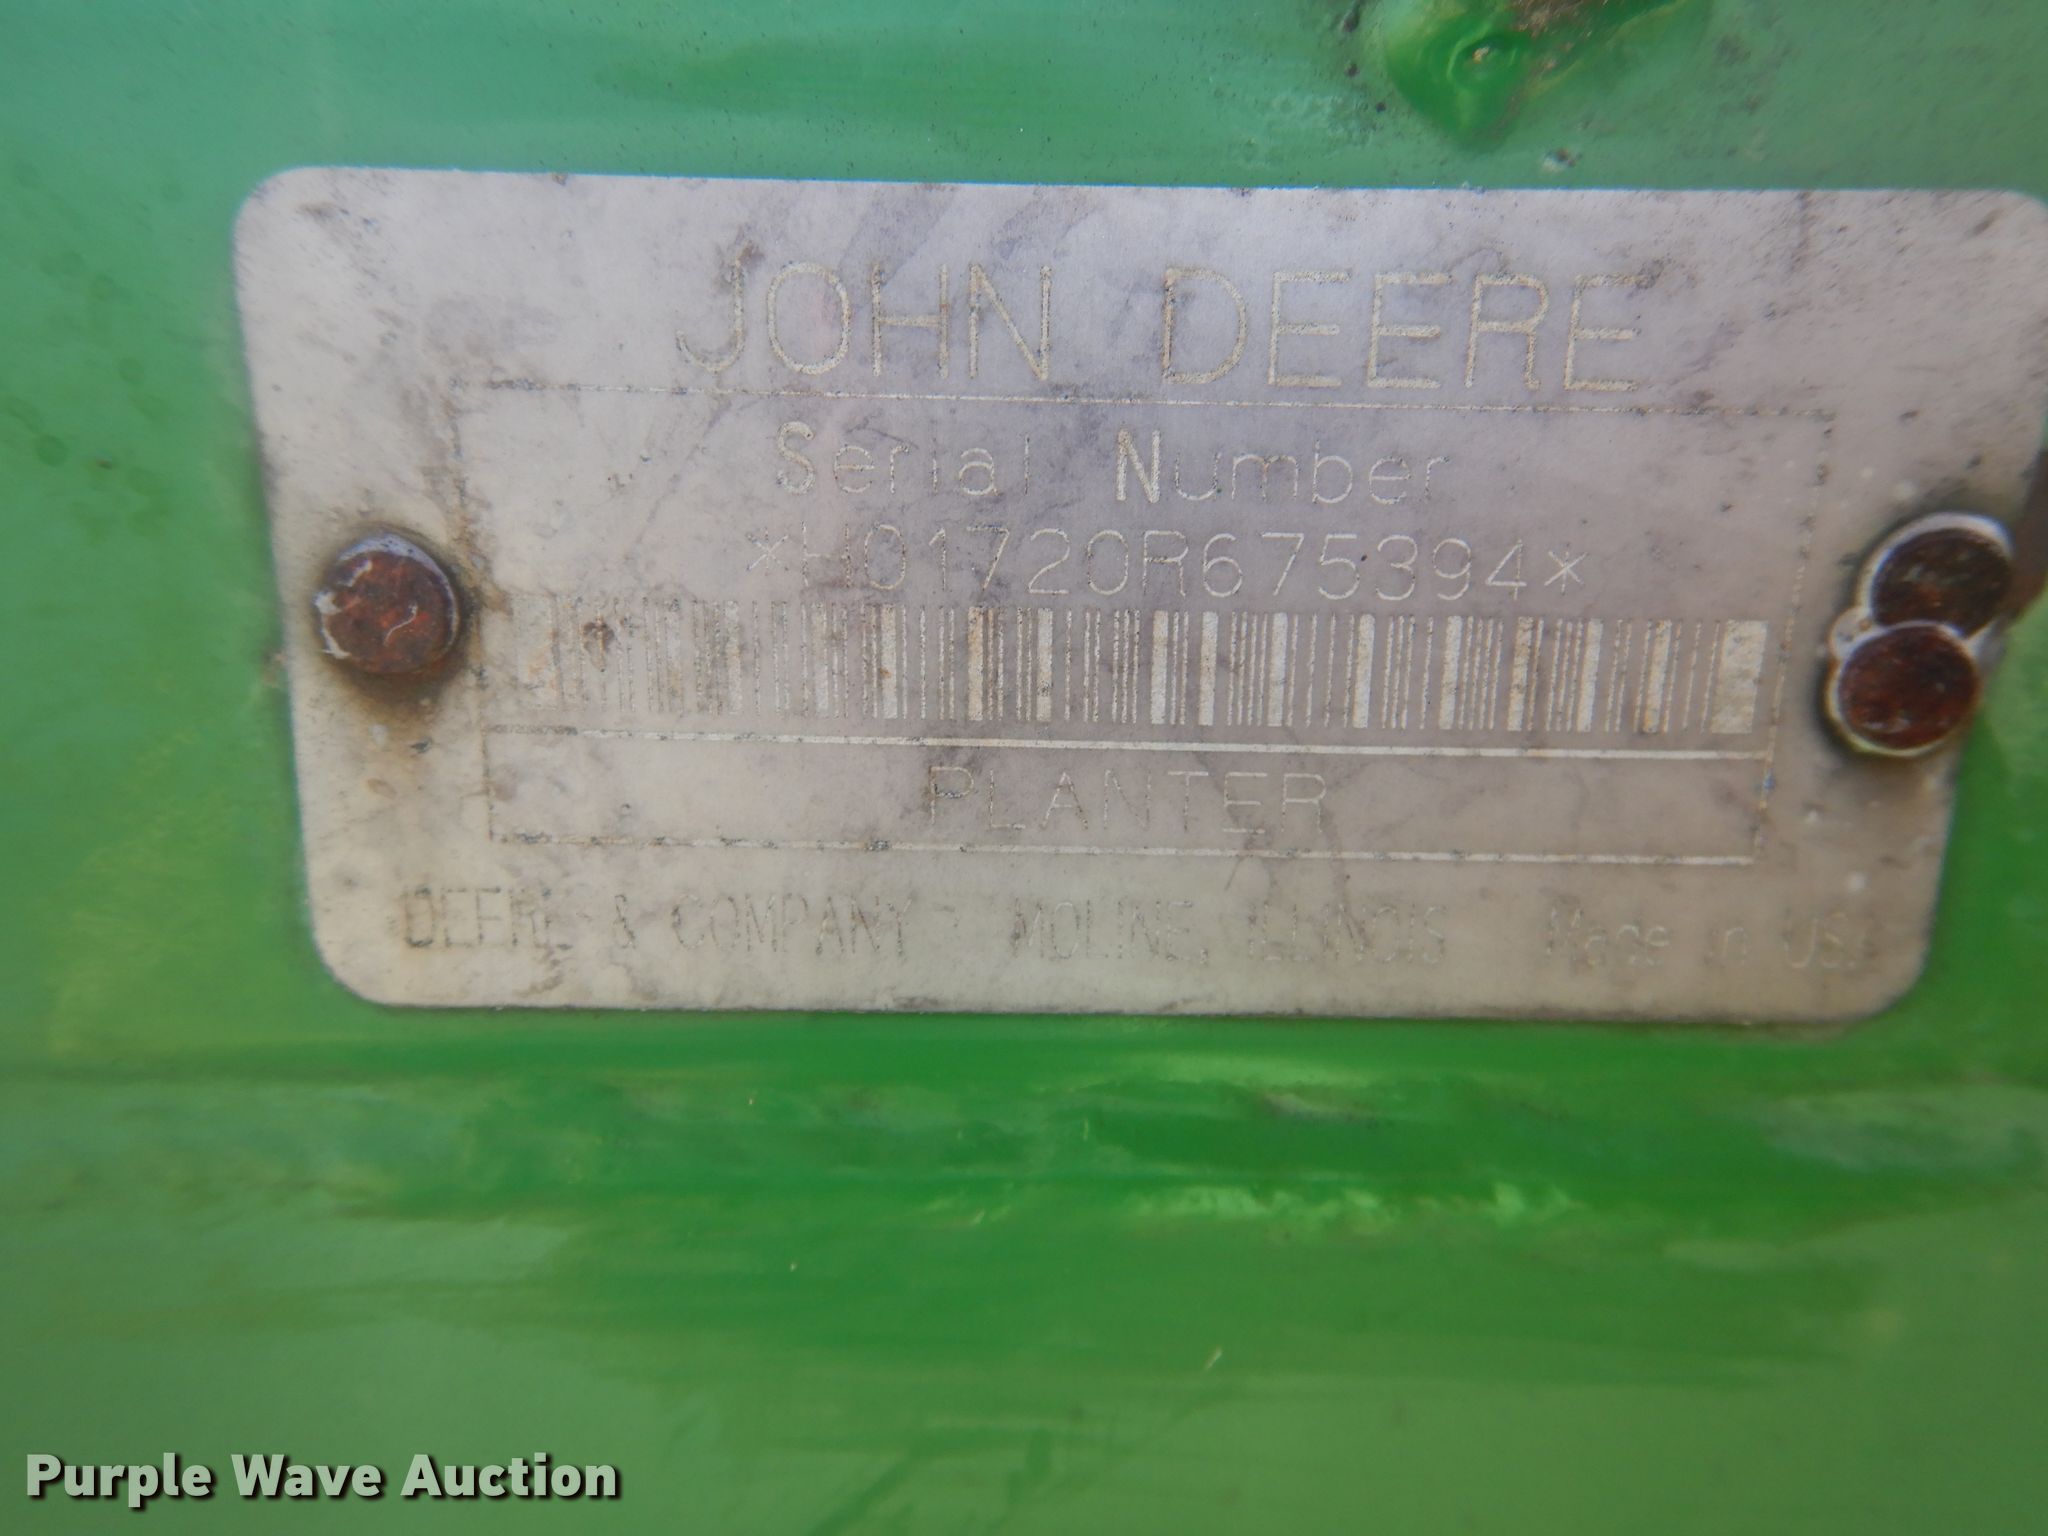 JOHN DEERE
Serial Number
*H01720R675394*
PLANTER
DEERE & COMPANY MOLINE, ILLINOIS Made in USA
Purple Wave Auction